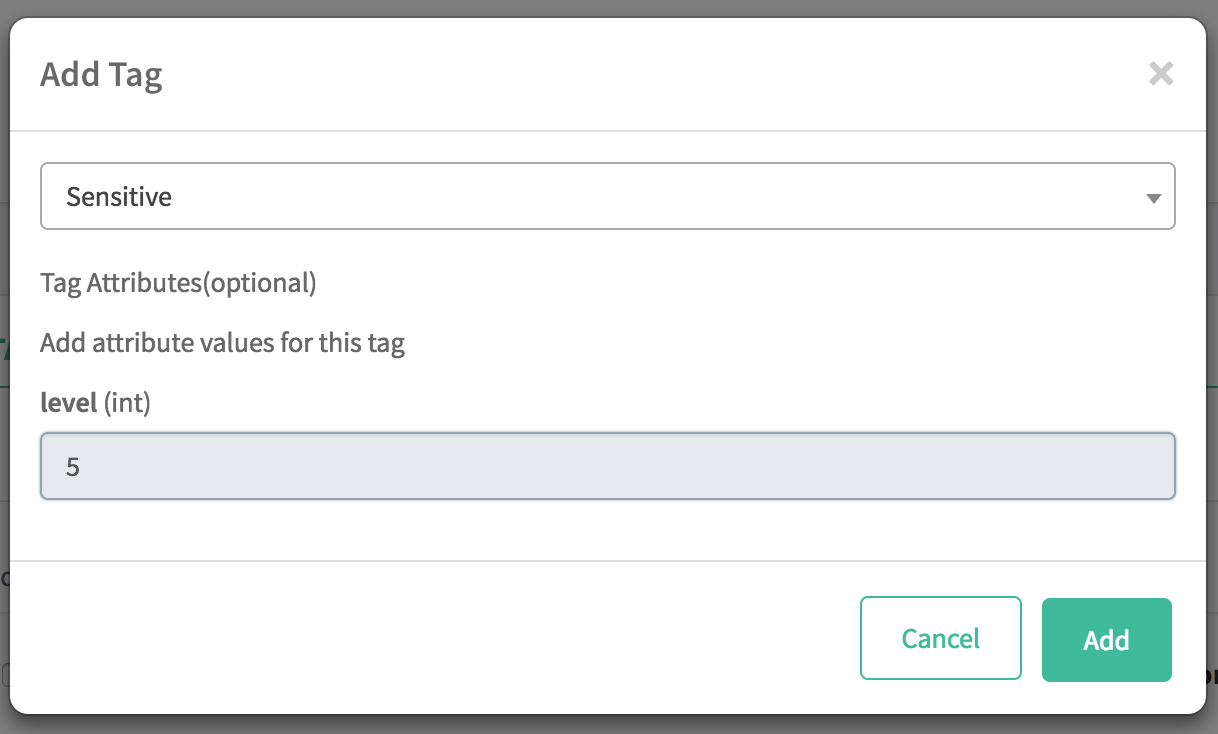 Add Tag
Sensitive
Tag Attributes(optional)
Add attribute values for this tag
level (int)
5
Cancel
Add